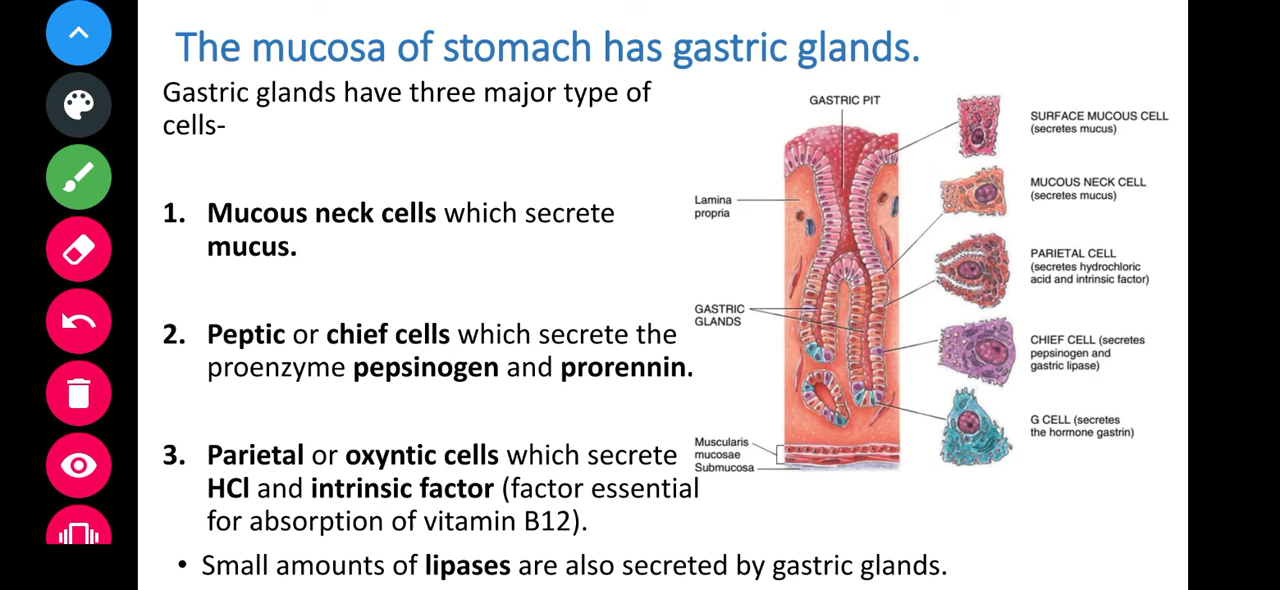 The mucosa of stomach has gastric glands.
Gastric glands have three major type of
cells-
1. Mucous neck cells which secrete
mucus.
2. Peptic or chief cells which secrete the
proenzyme pepsinogen and prorennin.
3. Parietal or oxyntic cells which secrete
HCl and intrinsic factor (factor essential
for absorption of vitamin B12).
• Small amounts of lipases are also secreted by gastric glands.
GASTRIC PIT
Lamina
propria
GASTRIC
GLANDS
Muscularis
mucosae
Submucosa
SURFACE MUCOUS CELL
(secretes mucus)
MUCOUS NECK CELL
(secretes mucus)
PARIETAL CELL
(secretes hydrochloric
acid and intrinsic factor)
CHIEF CELL (secretes
pepsinogen and
gastric lipase)
G CELL (secretes
the hormone gastrin)